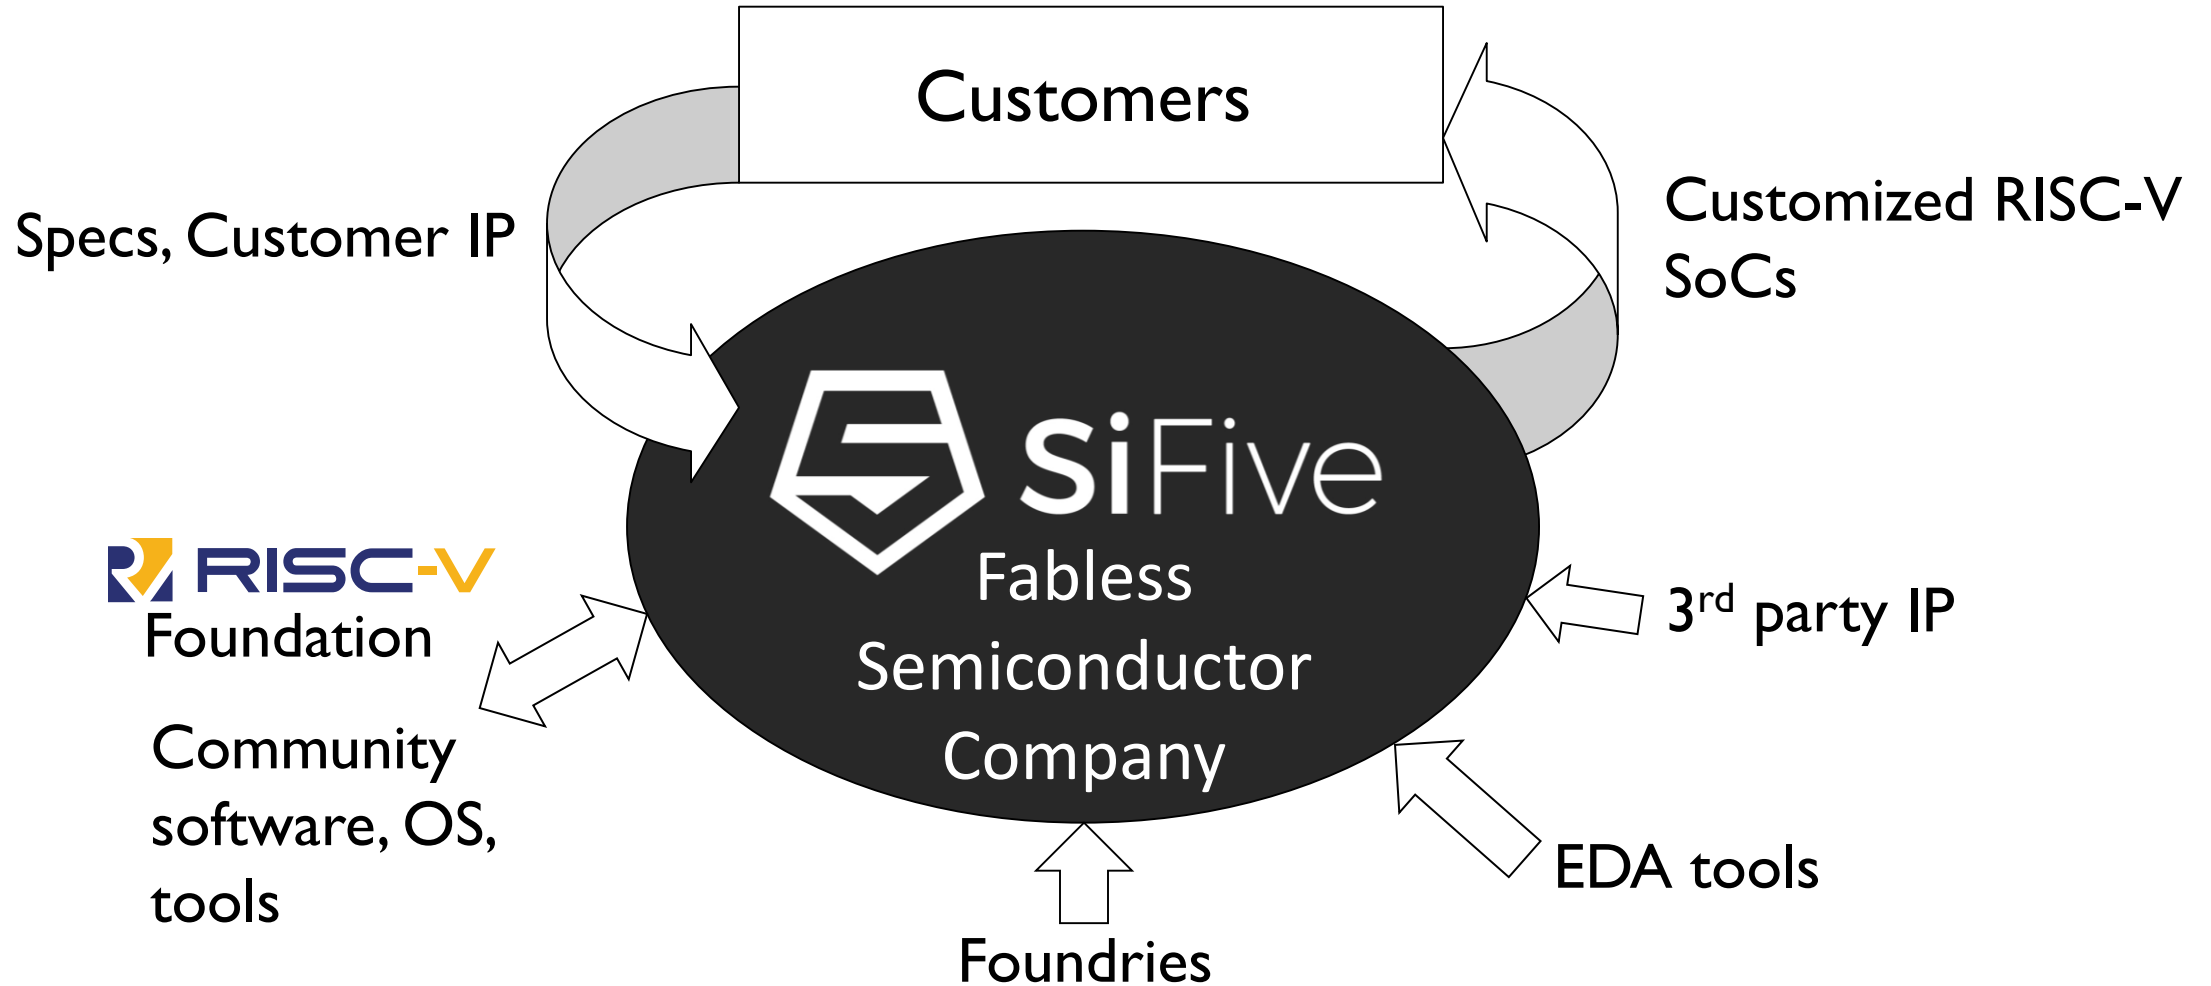 Customers
Specs, Customer IP
Customized RISC-V
SoCs
SiFive
Fabless
Semiconductor
Company
RISC-V
Foundation
Community
software, OS,
tools
3rd party IP
EDA tools
Foundries